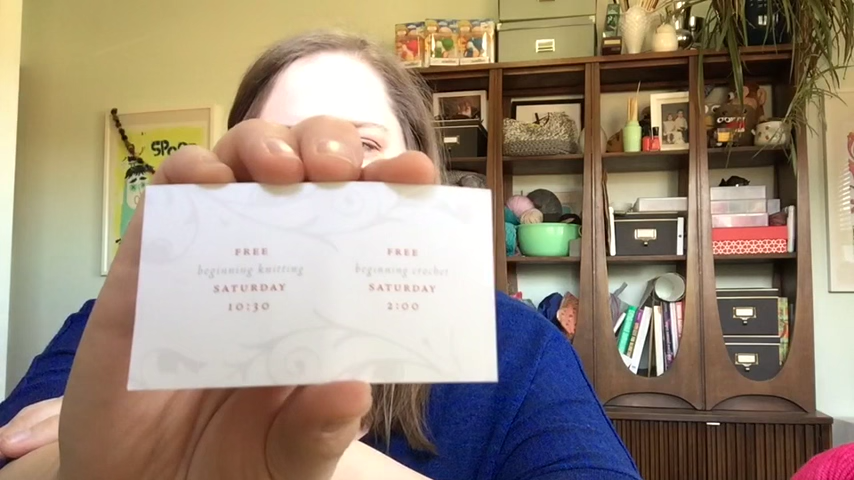 FREE
beginning knitting
SATURDAY
10:30
FREE
beginning crochet
SATURDAY
2:00